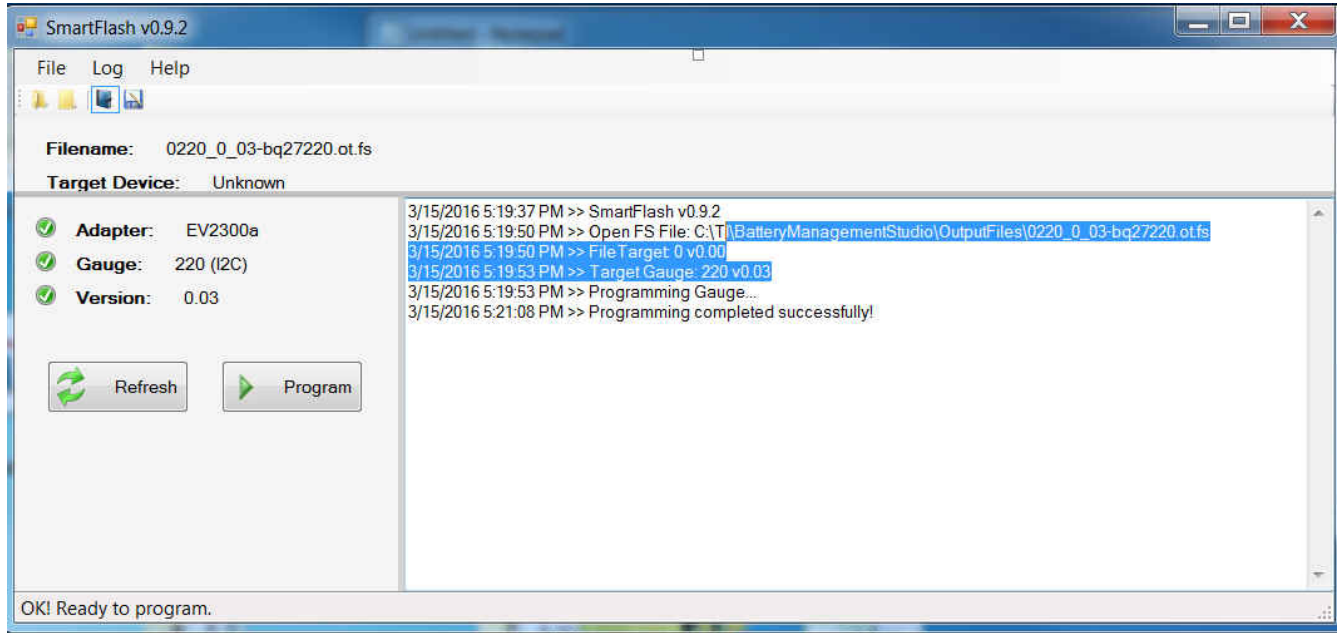 SmartFlash v0.9.2
File Log Help
Filename: 0220_0_03-bq27220.ot.fs
Target Device: Unknown
Adapter: EV2300a
Gauge: 220 (I2C)
Version: 0.03
Refresh Program
3/15/2016 5:19:37 PM >> SmartFlash v0.9.2
3/15/2016 5:19:50 PM >> Open FS File: C:\TI\BatteryManagementStudio\OutputFiles\0220_0_03-bq27220.ot.fs
3/15/2016 5:19:50 PM >> File Target: 0 v0.00
3/15/2016 5:19:53 PM >> Target Gauge: 220 v0.03
3/15/2016 5:19:53 PM >> Programming Gauge...
3/15/2016 5:21:08 PM >> Programming completed successfully!
OK! Ready to program.